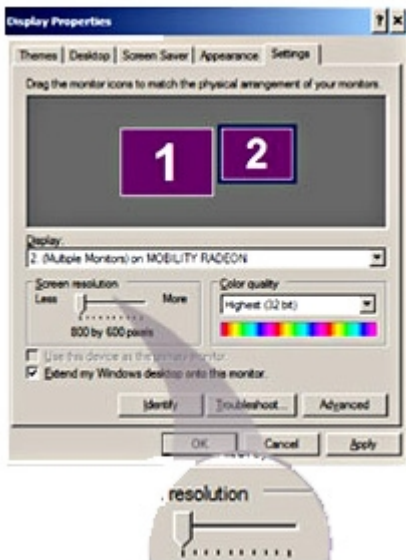 Display Properties
Themes Desktop Screen Saver Appearance Settings
Drag the monitor icons to match the physical arrangement of your monitors.
1 2
Display:
2. (Multiple Monitors) on MOBILITY RADEON
Screen resolution Color quality
Less More Highest (32 bit)
800 by 600 pixels
Use this device as the primary monitor.
Extend my Windows desktop onto this monitor.
Identify Troubleshoot... Advanced
OK Cancel Apply
resolution